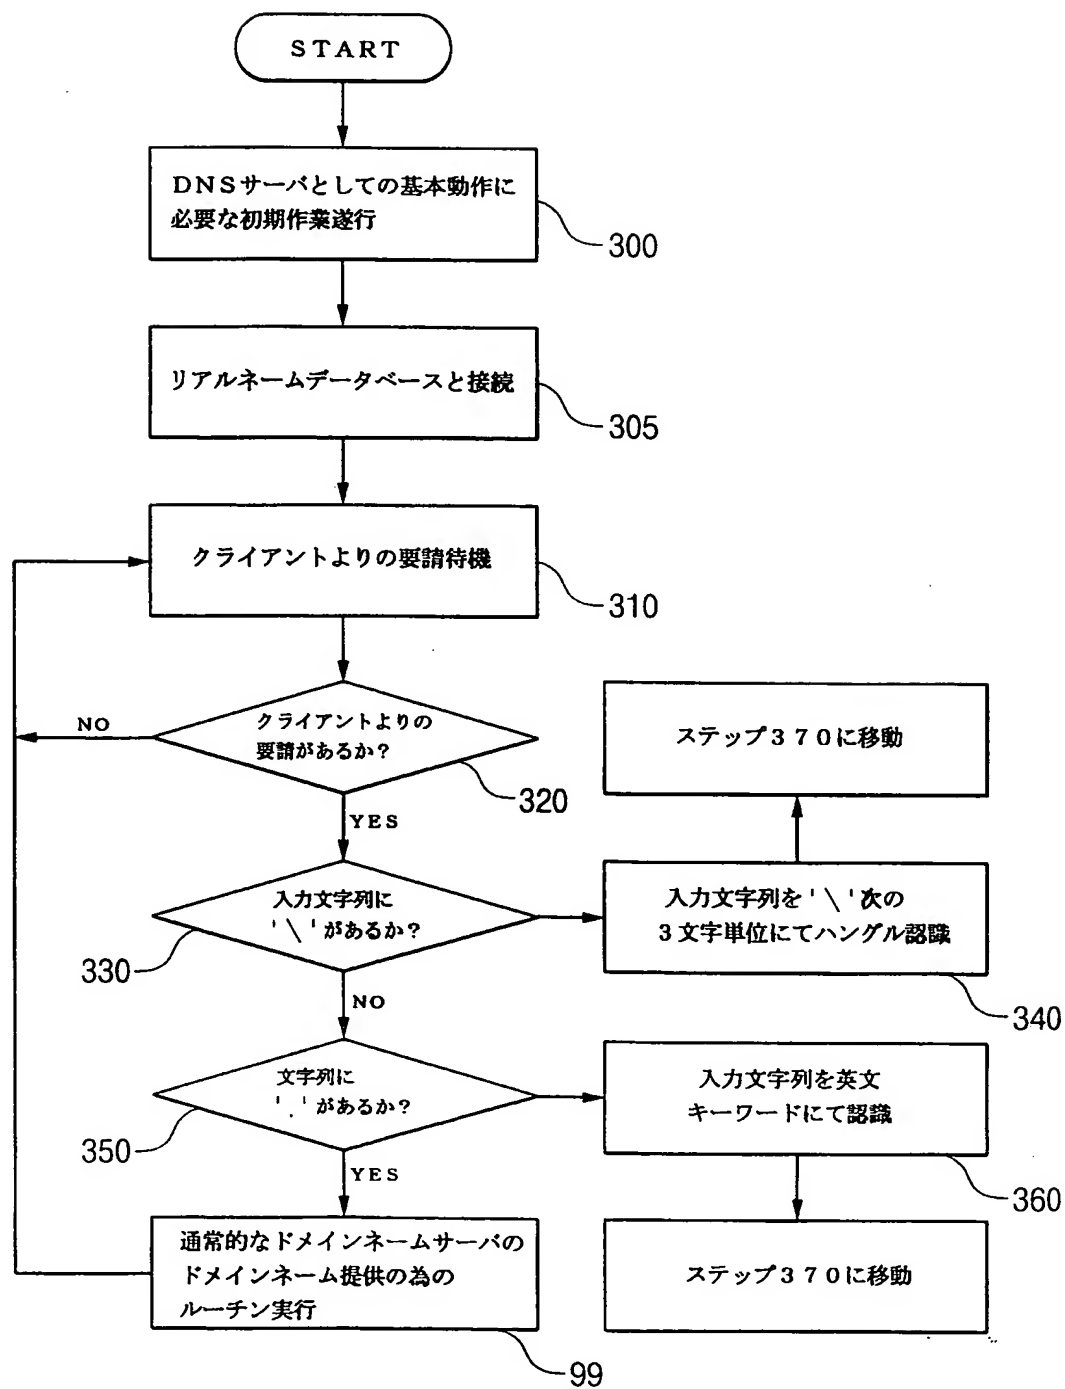 ＳＴＡＲＴ
ＤＮＳサーバとしての基本動作に
必要な初期作業遂行
300
リアルネームデータベースと接続
305
クライアントよりの要請待機
310
クライアントよりの
要請があるか？
NO
320
YES
ステップ３７０に移動
入力文字列に
'＼'があるか？
330
NO
入力文字列を'＼'次の
３文字単位にてハングル認識
340
文字列に
'.'があるか？
350
YES
入力文字列を英文
キーワードにて認識
360
通常的なドメインネームサーバの
ドメインネーム提供の為の
ルーチン実行
99
ステップ３７０に移動